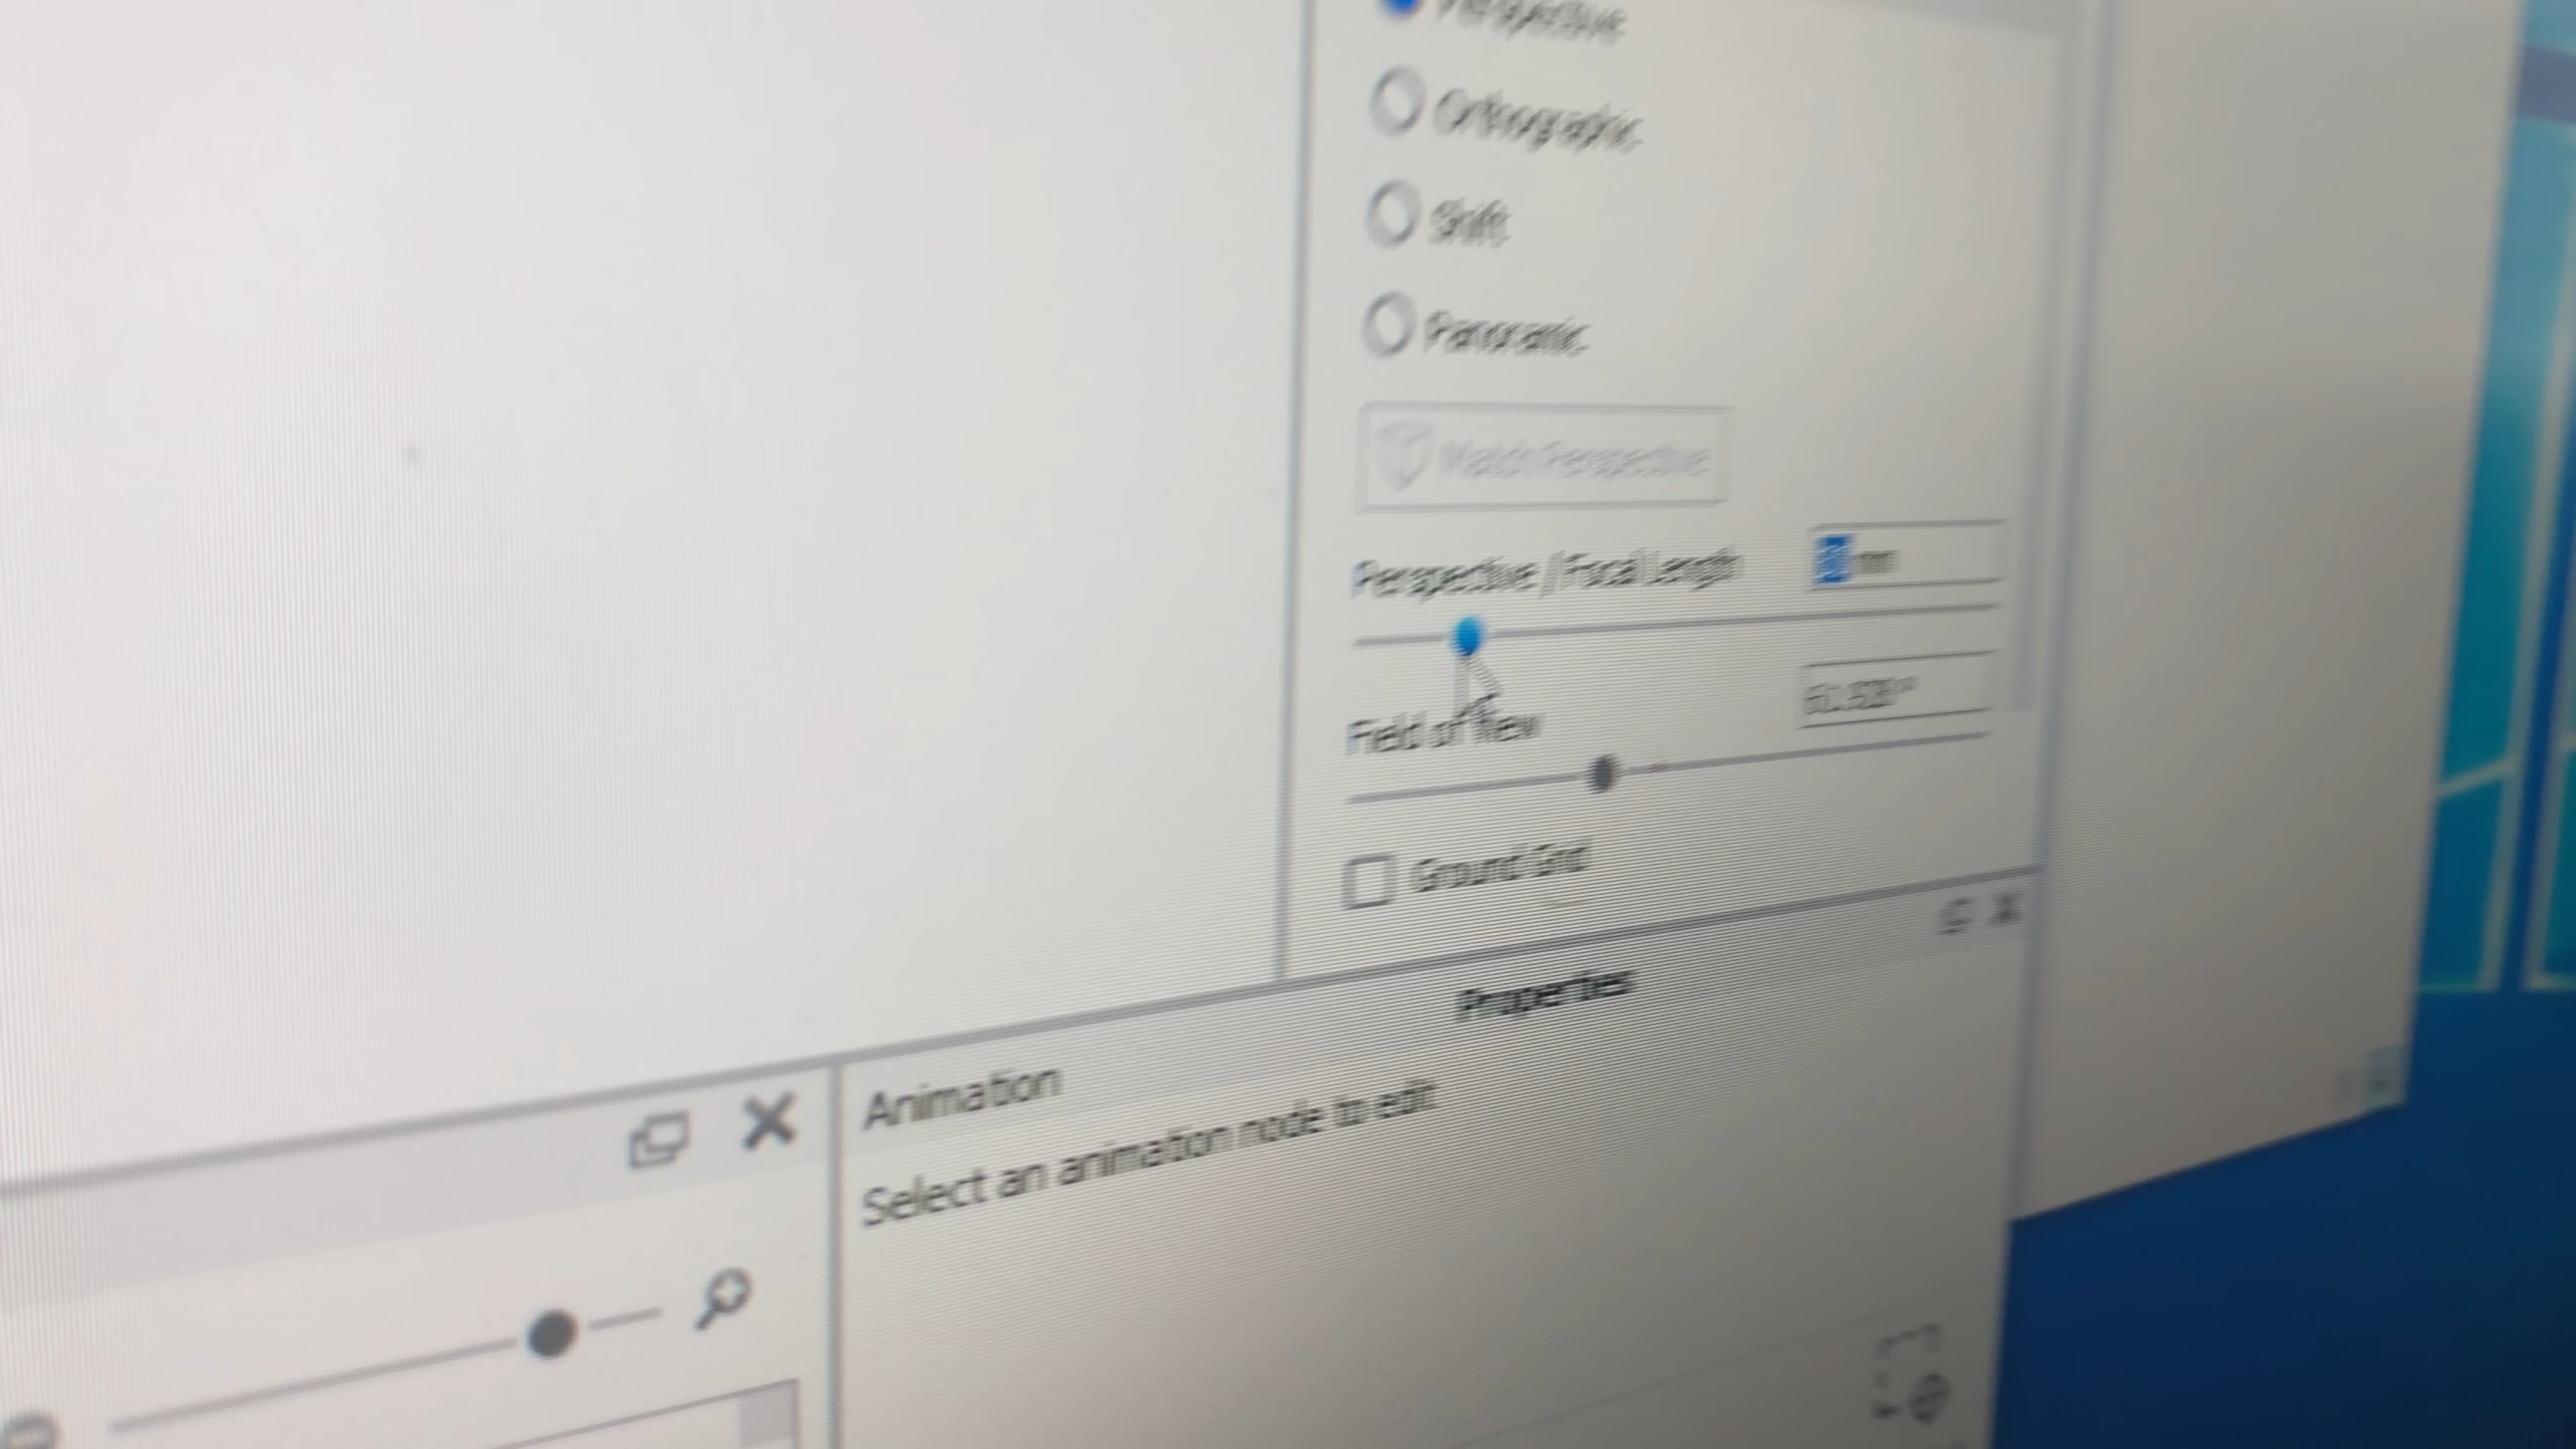 Perspective
Orthographic
Shift
Panoramic
Match Perspective
Perspective / Focal Length
mm
Field of View
Ground Grid
Properties
Animation
Select an animation node to edit